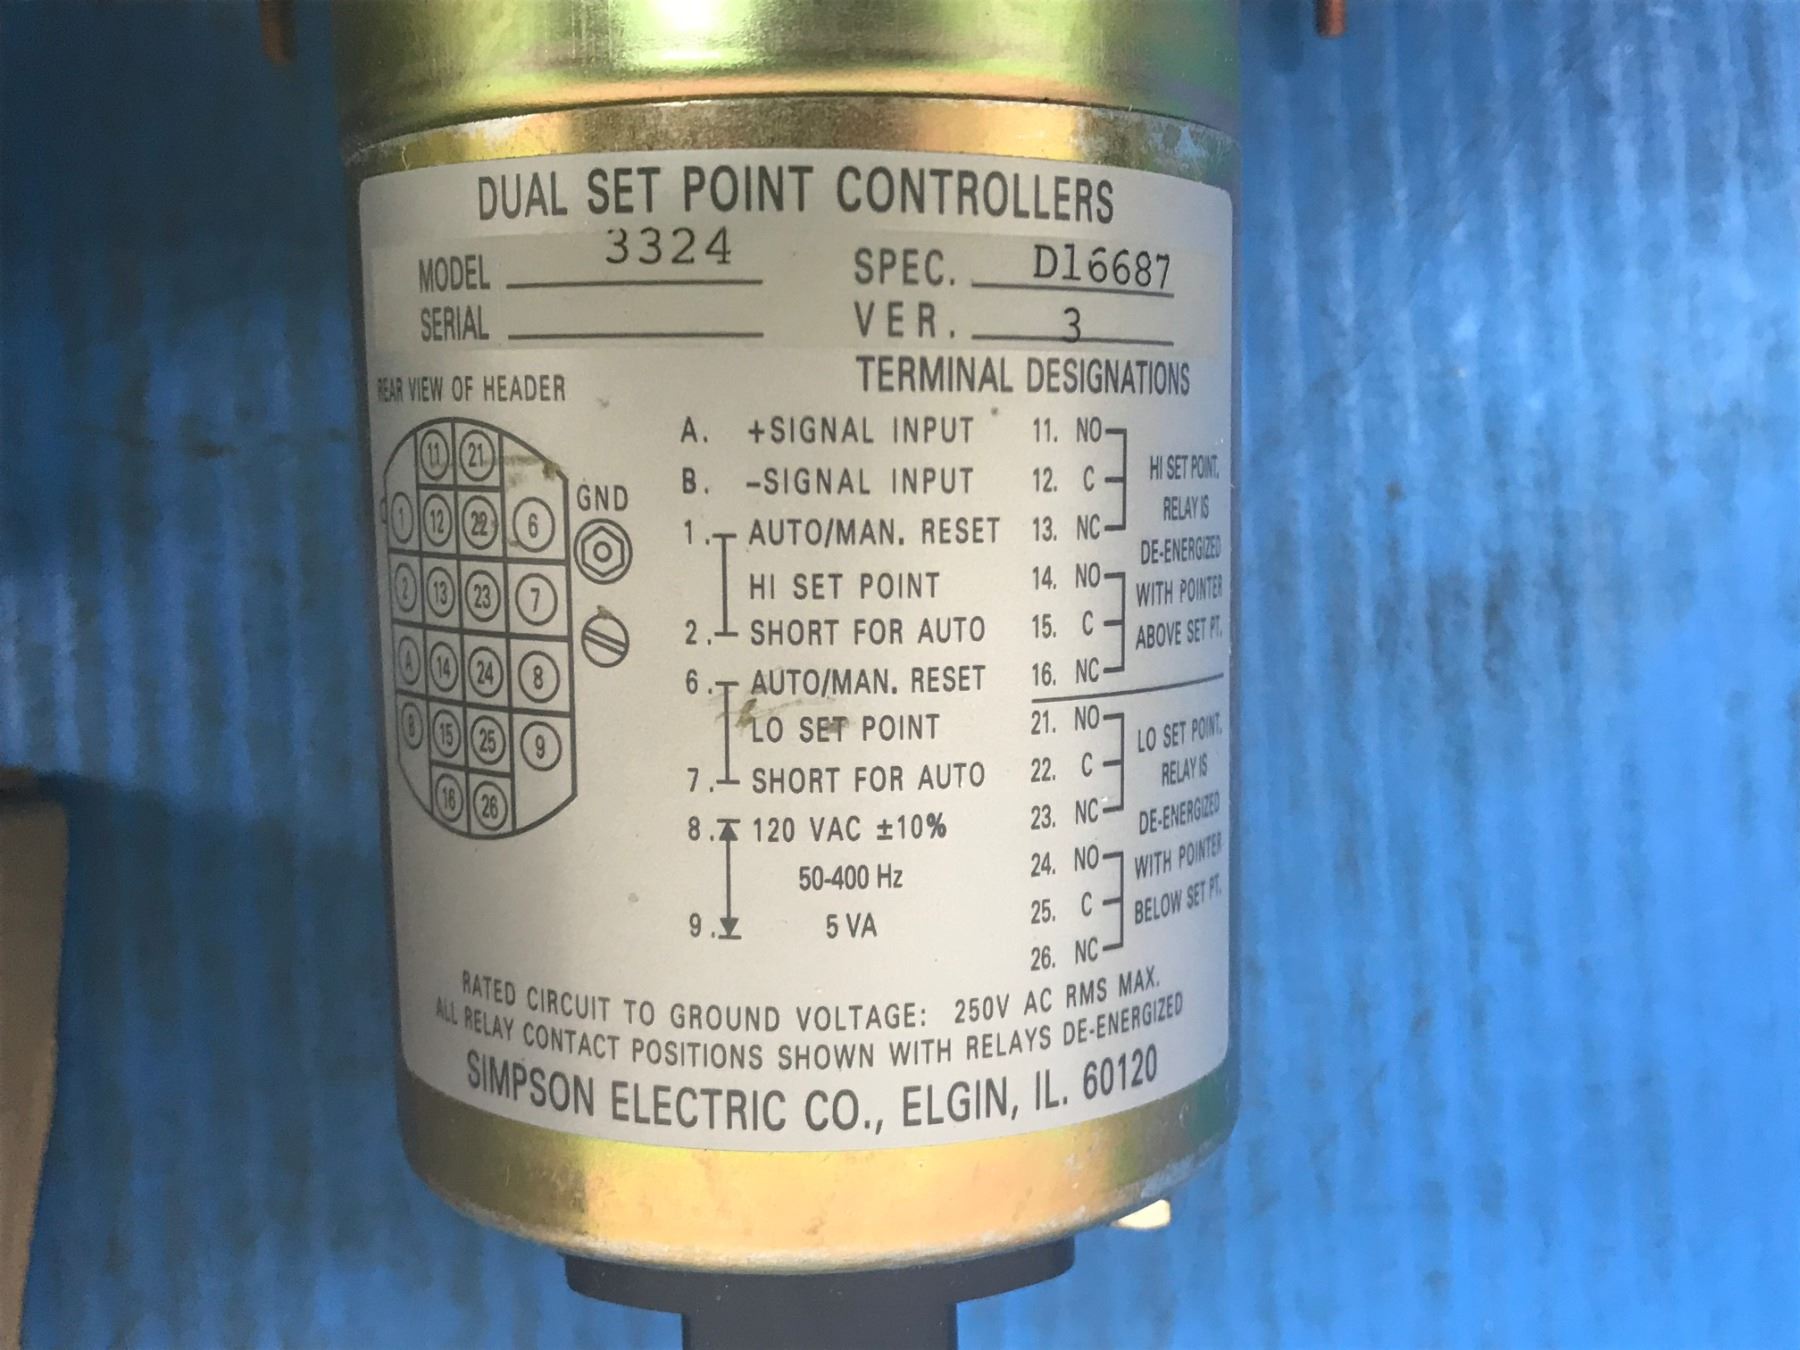 DUAL SET POINT CONTROLLERS
MODEL 3324 SPEC. D16687
SERIAL VER. 3
REAR VIEW OF HEADER
TERMINAL DESIGNATIONS
11 21
1 12 22 6
2 13 23 7
A 14 24 8
B 15 25 9
16 26
GND
A. +SIGNAL INPUT
B. -SIGNAL INPUT
1. AUTO/MAN. RESET
HI SET POINT
2. SHORT FOR AUTO
6. AUTO/MAN. RESET
LO SET POINT
7. SHORT FOR AUTO
8. 120 VAC ±10%
50-400 Hz
9. 5 VA
11. NO
12. C
13. NC
14. NO
15. C
16. NC
HI SET POINT.
RELAY IS
DE-ENERGIZED
WITH POINTER
ABOVE SET PT.
21. NO
22. C
23. NC
24. NO
25. C
26. NC
LO SET POINT.
RELAY IS
DE-ENERGIZED
WITH POINTER
BELOW SET PT.
RATED CIRCUIT TO GROUND VOLTAGE: 250V AC RMS MAX.
ALL RELAY CONTACT POSITIONS SHOWN WITH RELAYS DE-ENERGIZED
SIMPSON ELECTRIC CO., ELGIN, IL. 60120